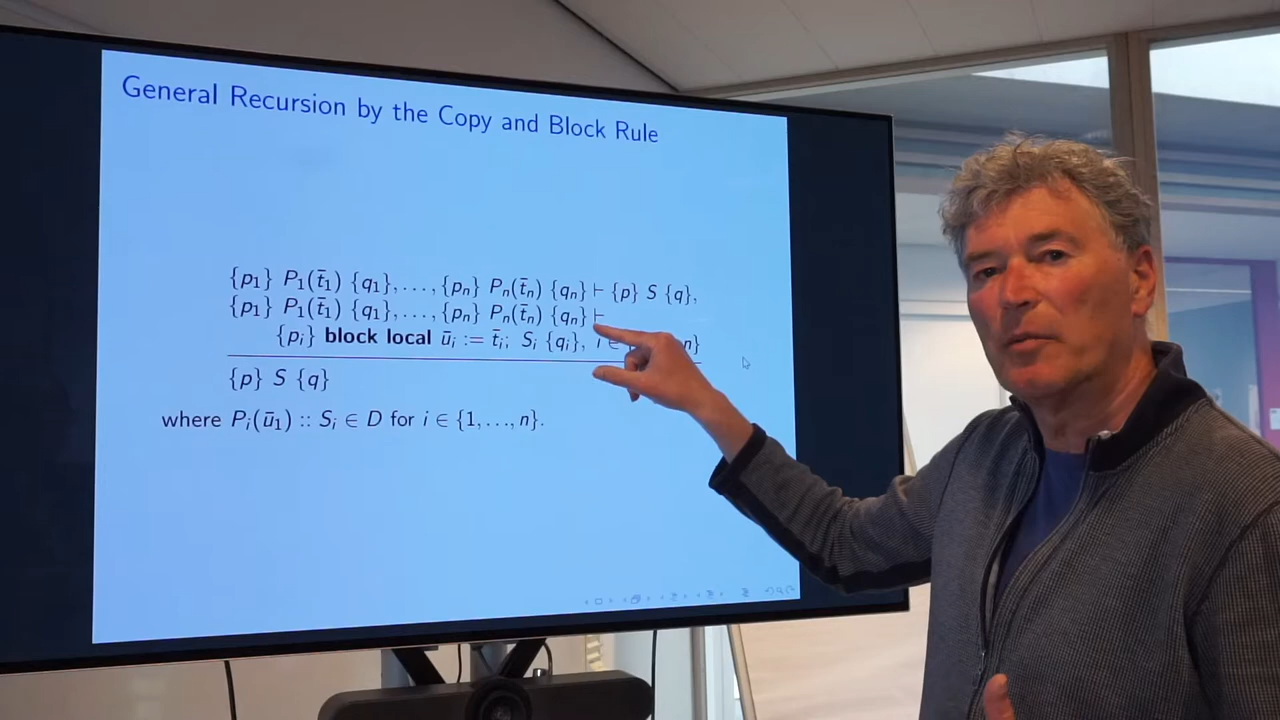 General Recursion by the Copy and Block Rule
{p₁} P₁(t̄₁) {q₁}, . . . , {pₙ} Pₙ(t̄ₙ) {qₙ} ⊢ {p} S {q},
{p₁} P₁(t̄₁) {q₁}, . . . , {pₙ} Pₙ(t̄ₙ) {qₙ} ⊢
{pᵢ} block local ūᵢ := t̄ᵢ; Sᵢ {qᵢ}, i ∈ n}
{p} S {q}
where Pᵢ(ū₁) :: Sᵢ ∈ D for i ∈ {1, . . . , n}.